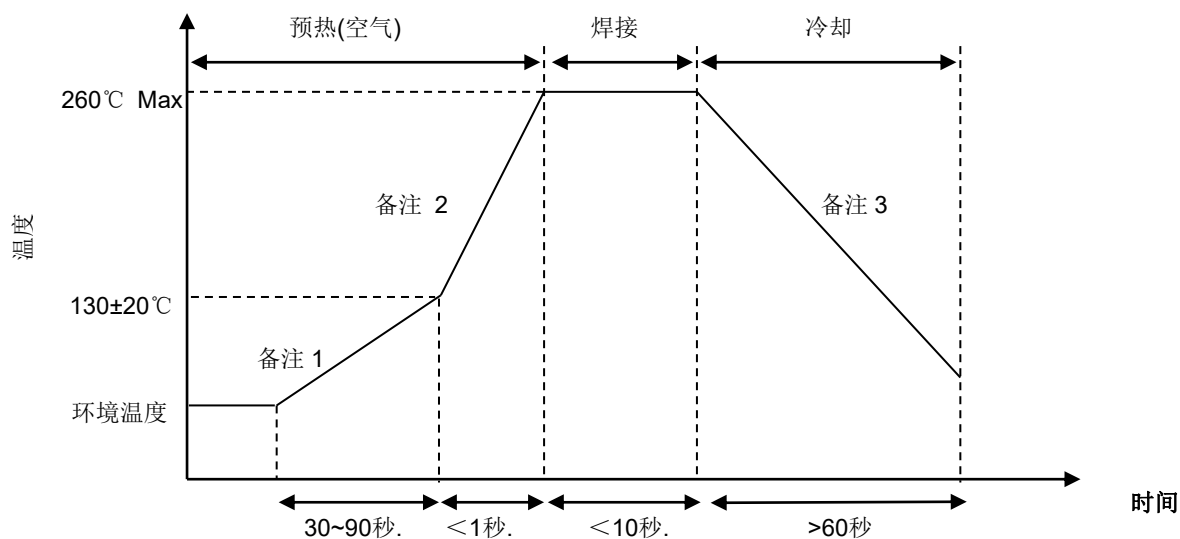 预热(空气)
焊接
冷却
260℃ Max
备注 2
备注 3
温度
130±20℃
备注 1
环境温度
时间
30~90秒.
＜1秒.
＜10秒.
>60秒